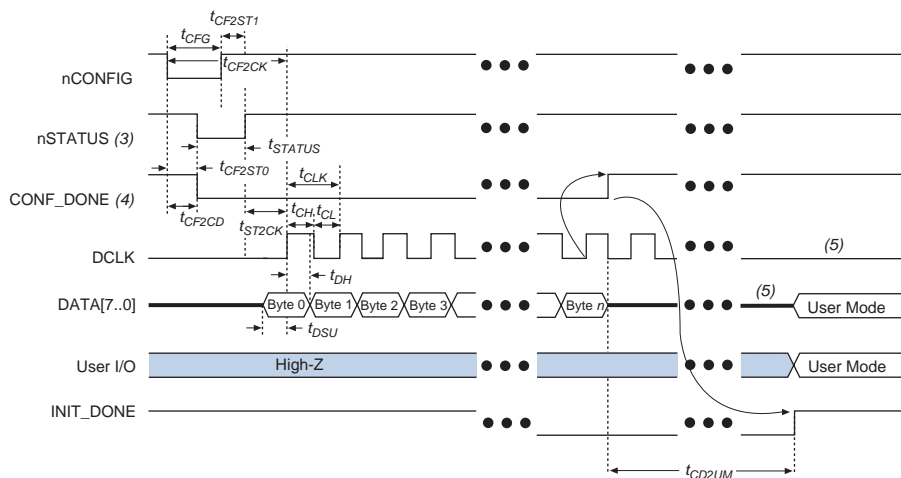 tCF2ST1
tCFG
tCF2CK
nCONFIG
nSTATUS (3)
tSTATUS
tCF2ST0
tCLK
CONF_DONE (4)
tCH tCL
tCF2CD
tST2CK
DCLK
(5)
tDH
DATA[7..0]
Byte 0 Byte 1 Byte 2 Byte 3
Byte n
(5)
User Mode
tDSU
User I/O
High-Z
User Mode
INIT_DONE
tCD2UM